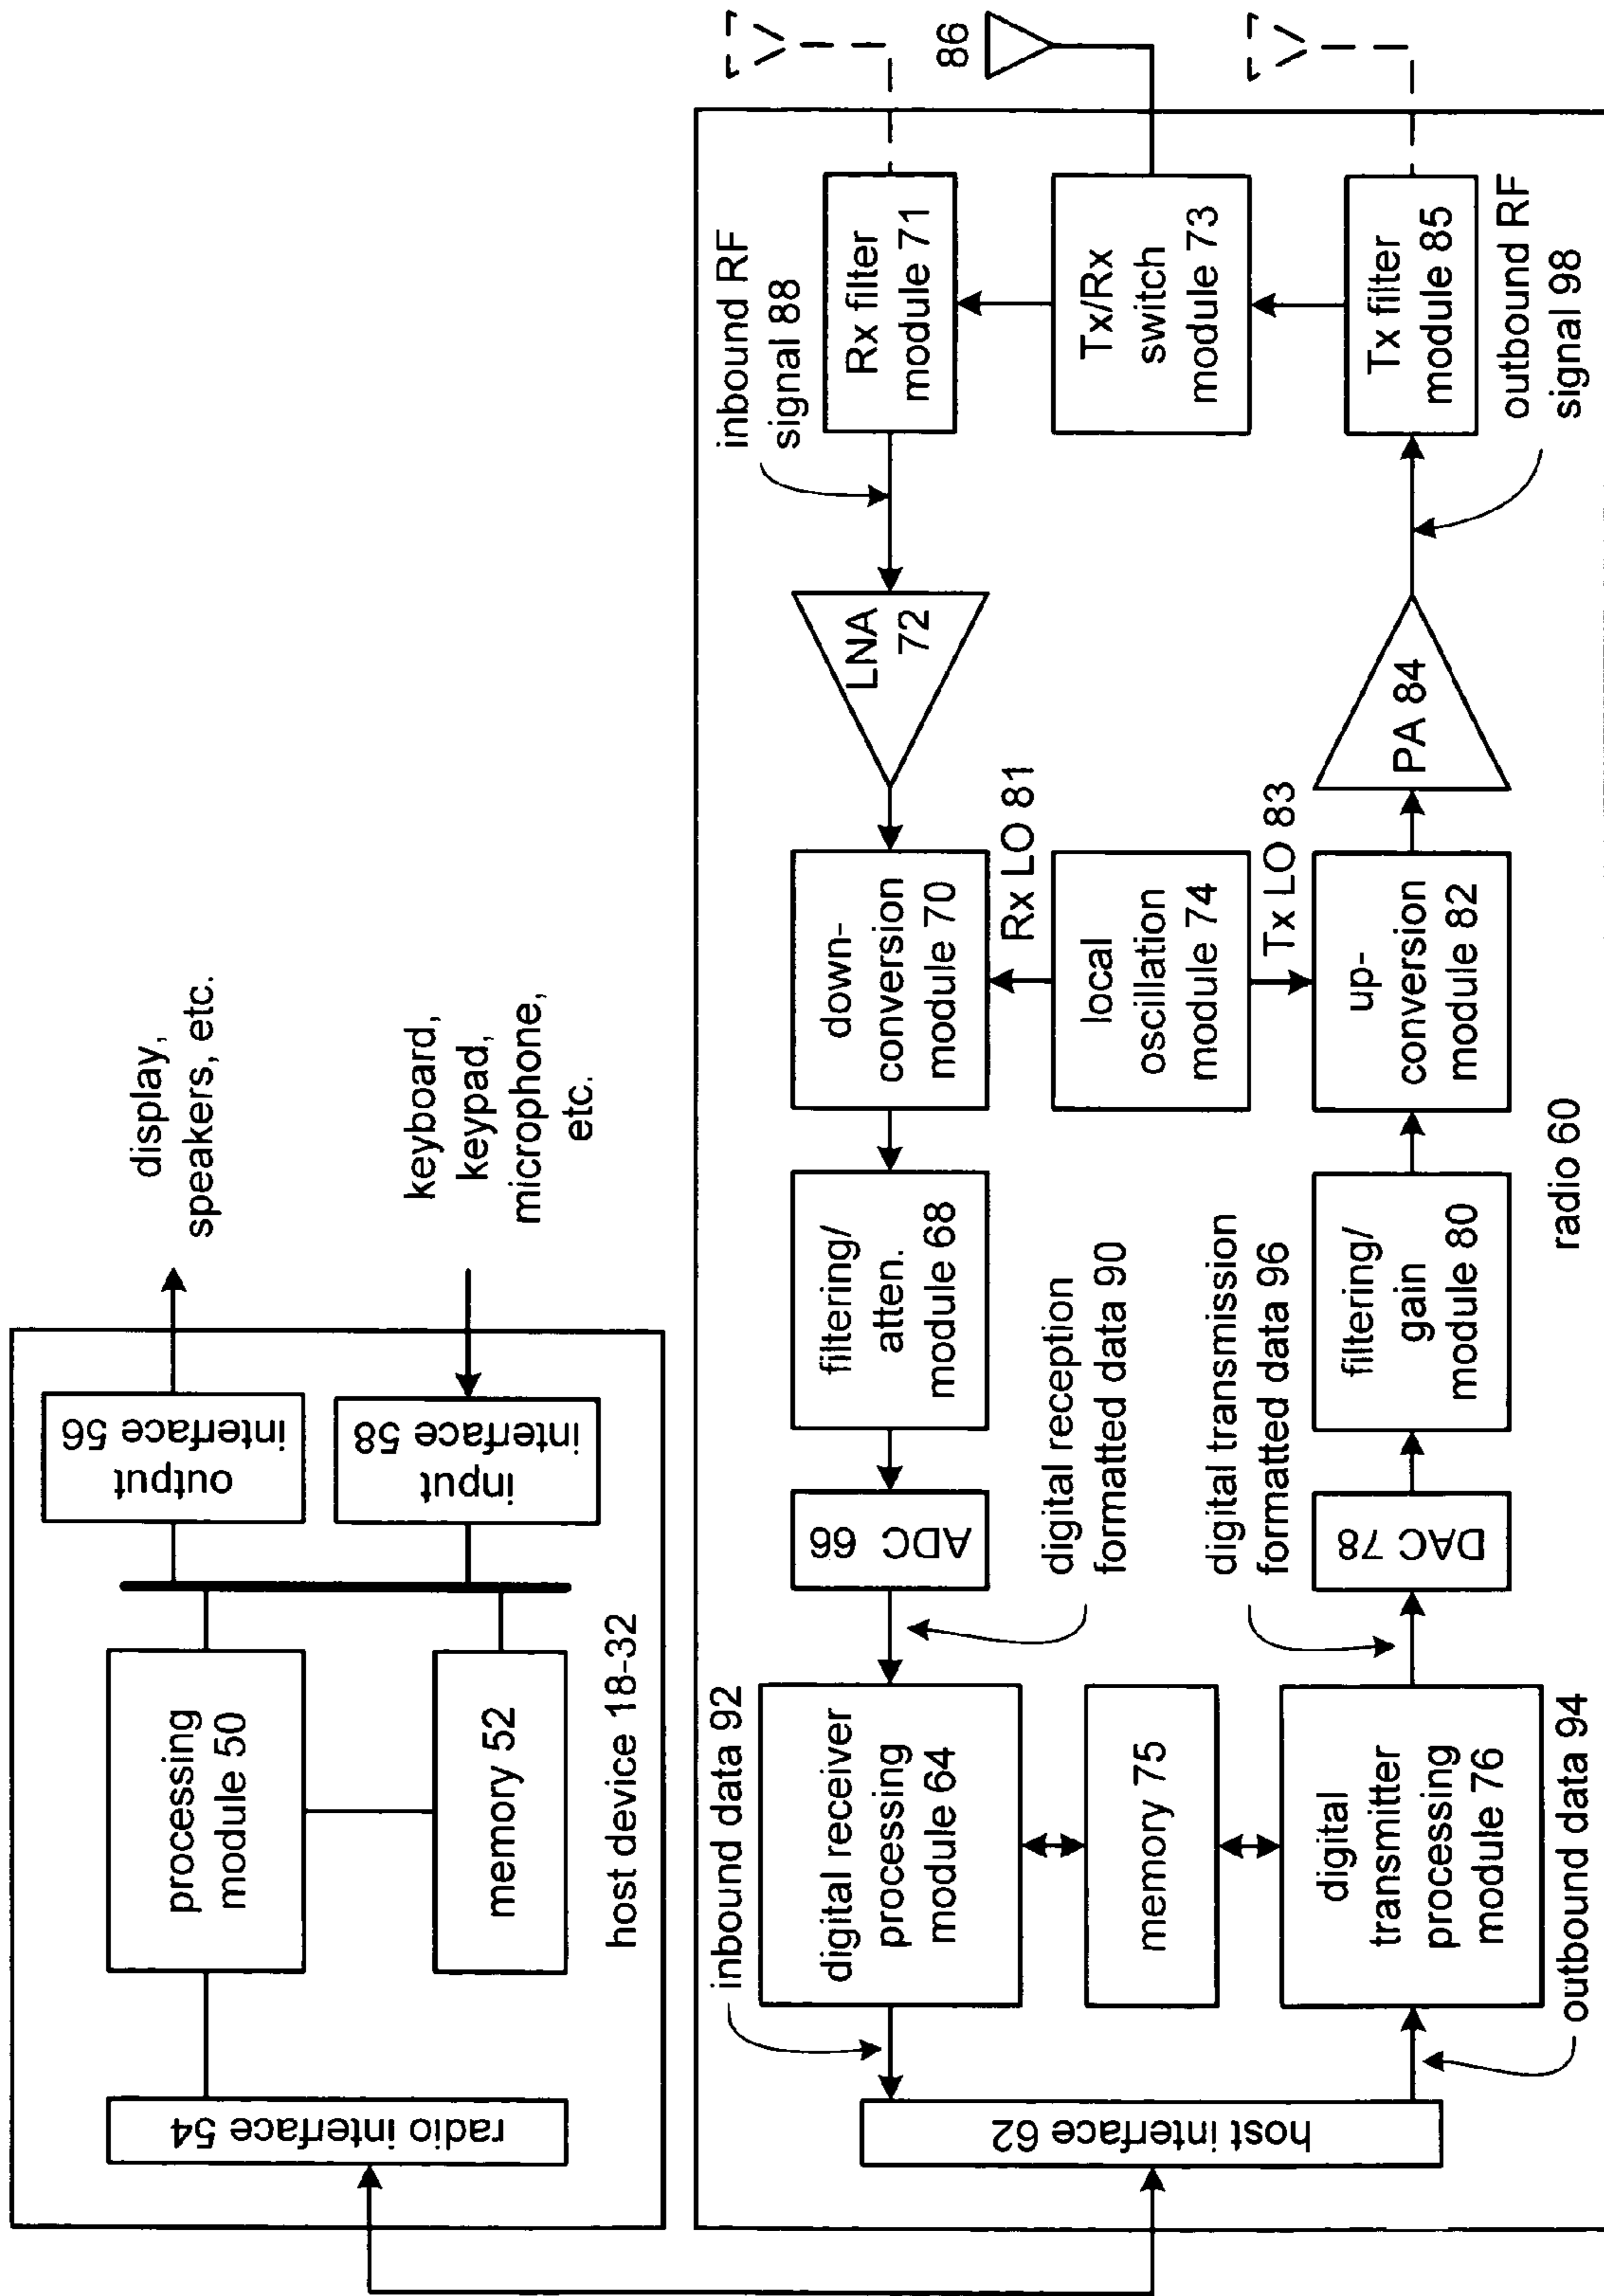 radio interface 54
processing
module 50
memory 52
output
interface 56
input
interface 58
display,
speakers, etc.
keyboard,
keypad,
microphone,
etc.
host device 18-32
host interface 62
inbound data 92
digital receiver
processing
module 64
memory 75
digital
transmitter
processing
module 76
outbound data 94
ADC 66
digital reception
formatted data 90
digital transmission
formatted data 96
DAC 78
filtering/
atten.
module 68
filtering/
gain
module 80
down-
conversion
module 70
Rx LO 81
local
oscillation
module 74
Tx LO 83
up-
conversion
module 82
LNA
72
PA 84
inbound RF
signal 88
Rx filter
module 71
Tx/Rx
switch
module 73
Tx filter
module 85
outbound RF
signal 98
86
radio 60